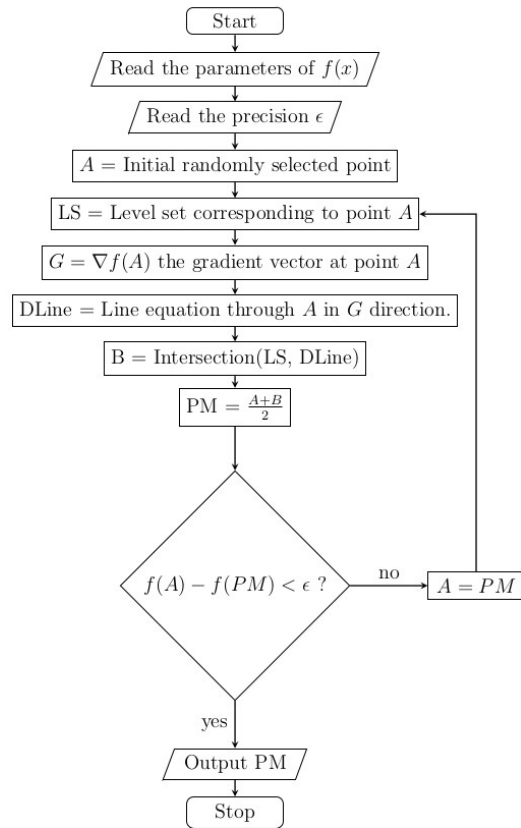 Start
Read the parameters of f(x)
Read the precision ϵ
A = Initial randomly selected point
LS = Level set corresponding to point A
G = ∇f(A) the gradient vector at point A
DLine = Line equation through A in G direction.
B = Intersection(LS, DLine)
PM = \frac{A+B}{2}
f(A) − f(PM) < ϵ ?
no
A = PM
yes
Output PM
Stop